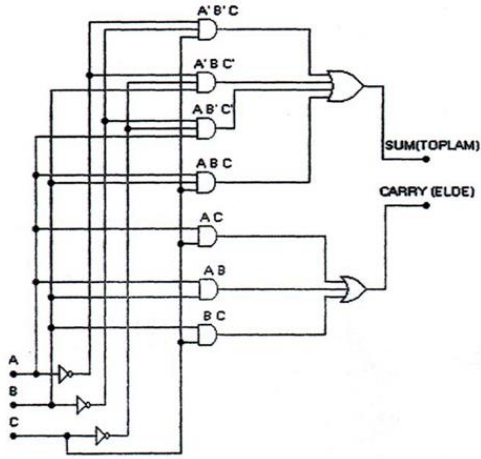 A' B' C
A' B C'
A B' C'
SUM(TOPLAM)
A B C
CARRY (ELDE)
A C
A B
B C
A
B
C